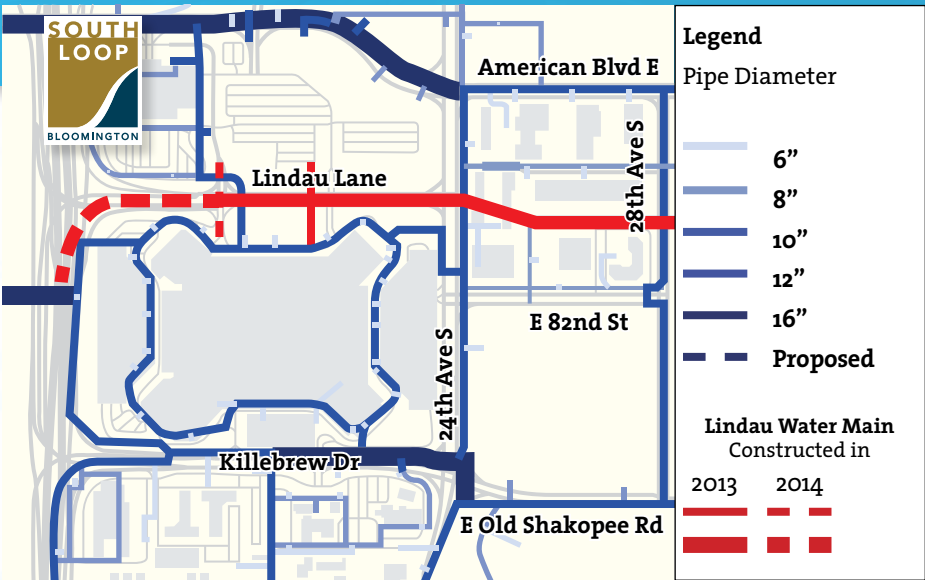 SOUTH
LOOP
BLOOMINGTON
American Blvd E
28th Ave S
Lindau Lane
E 82nd St
24th Ave S
Killebrew Dr
E Old Shakopee Rd
Legend
Pipe Diameter
6”
8”
10”
12”
16”
Proposed
Lindau Water Main
Constructed in
2013 2014